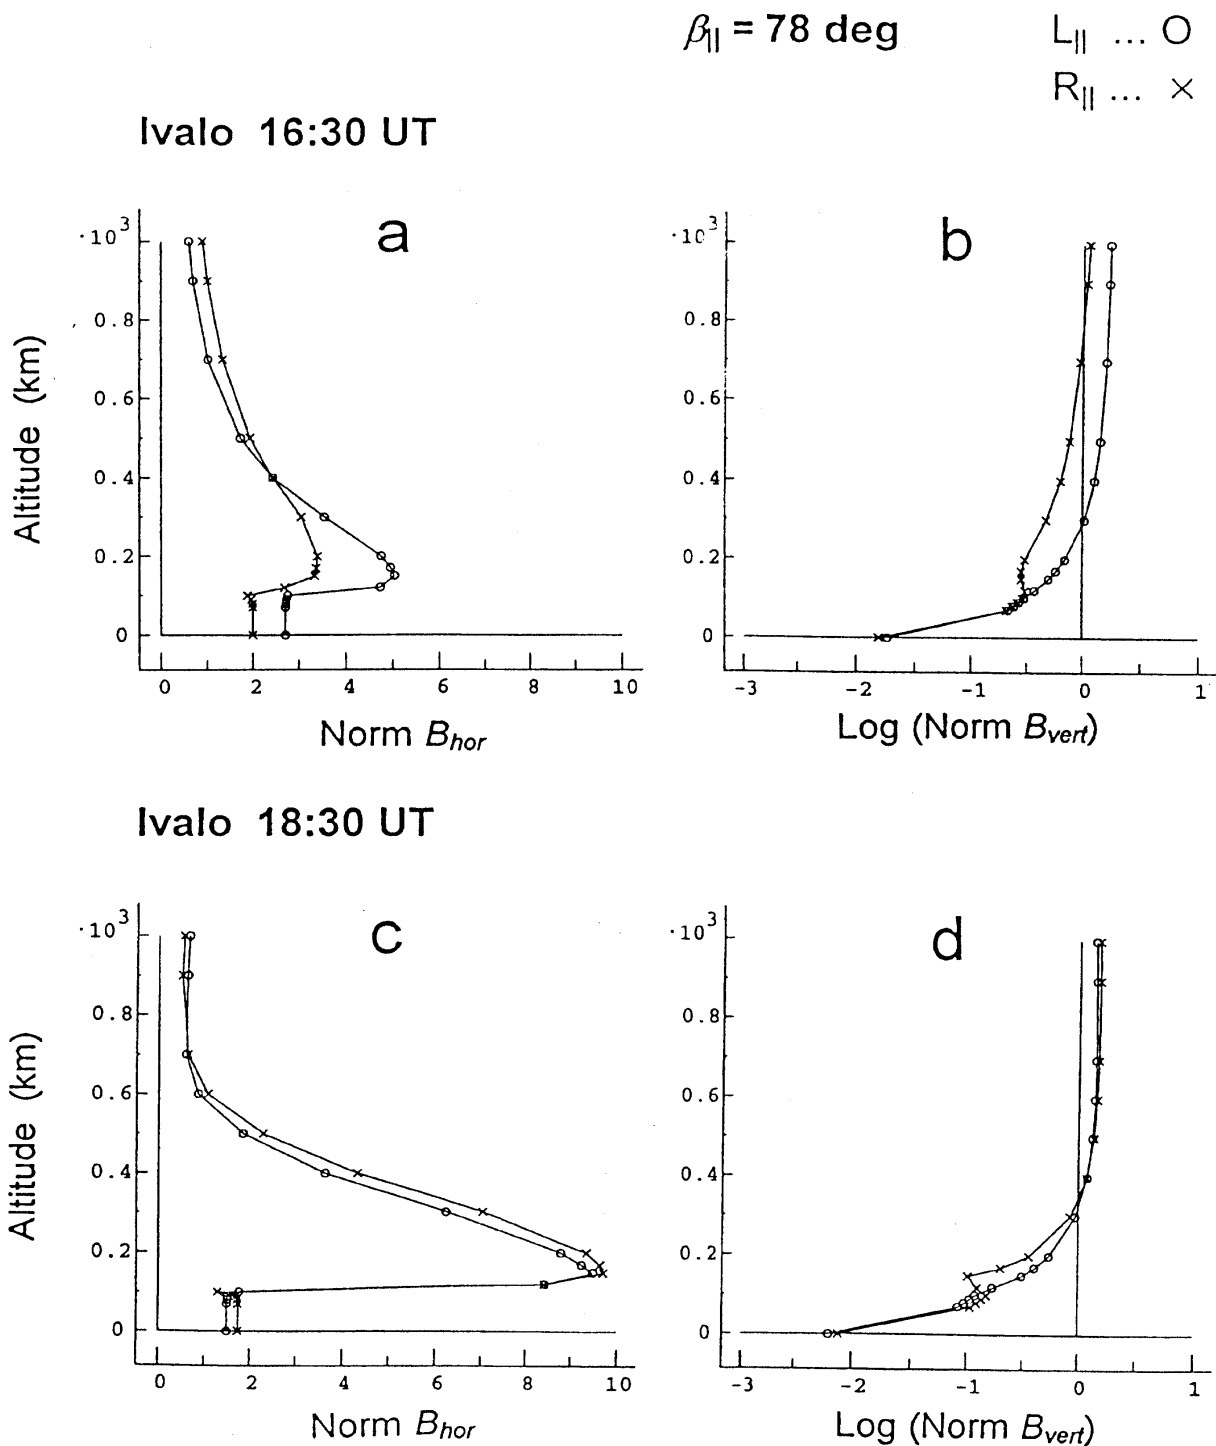 β|| = 78 deg
L|| ... O
R|| ... ×
Ivalo 16:30 UT
a
·10³
0.8
0.6
0.4
0.2
0
Altitude (km)
0 2 4 6 8 10
Norm Bhor
b
·10³
0.8
0.6
0.4
0.2
0
-3 -2 -1 0 1
Log (Norm Bvert)
Ivalo 18:30 UT
c
·10³
0.8
0.6
0.4
0.2
0
Altitude (km)
0 2 4 6 8 10
Norm Bhor
d
·10³
0.8
0.6
0.4
0.2
0
-3 -2 -1 0 1
Log (Norm Bvert)